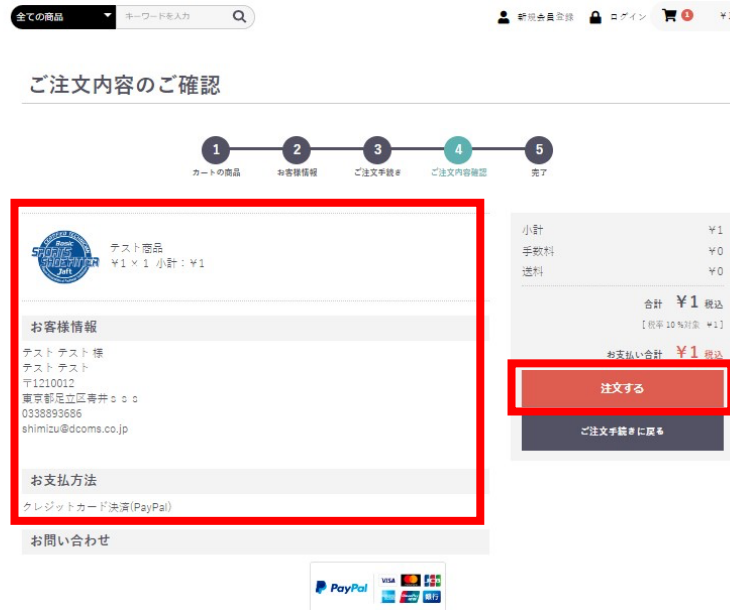 全ての商品
キーワードを入力
新規会員登録
ログイン
1
ご注文内容のご確認
1
2
3
4
5
カートの商品
お客様情報
ご注文手続き
ご注文内容確認
完了
Basic
SPORTS
SHOEFITTER
Jaft
テスト商品
¥1 × 1 小計：¥1
お客様情報
テスト テスト 様
テスト テスト
〒1210012
東京都足立区青井ａａａ
0338893686
shimizu@dcoms.co.jp
お支払方法
クレジットカード決済(PayPal)
お問い合わせ
PayPal
VISA
JCB
銀行
小計 ¥1
手数料 ¥0
送料 ¥0
合計 ¥1 税込
[ 税率 10 %対象 ¥1 ]
お支払い合計 ¥1 税込
注文する
ご注文手続きに戻る